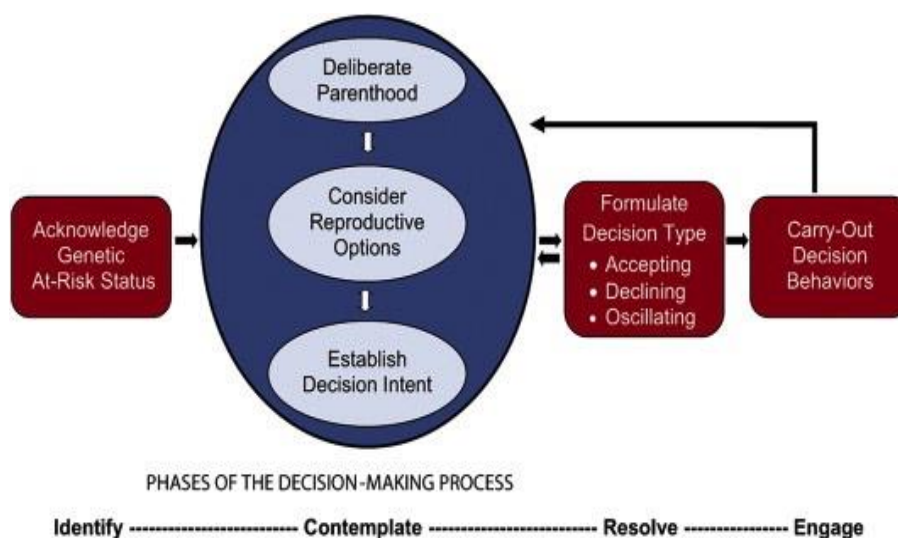 Deliberate
Parenthood
Consider
Reproductive
Options
Establish
Decision Intent
Acknowledge
Genetic
At-Risk Status
Formulate
Decision Type
• Accepting
• Declining
• Oscillating
Carry-Out
Decision
Behaviors
PHASES OF THE DECISION-MAKING PROCESS
Identify -------------------------- Contemplate -------------------------- Resolve ---------------- Engage